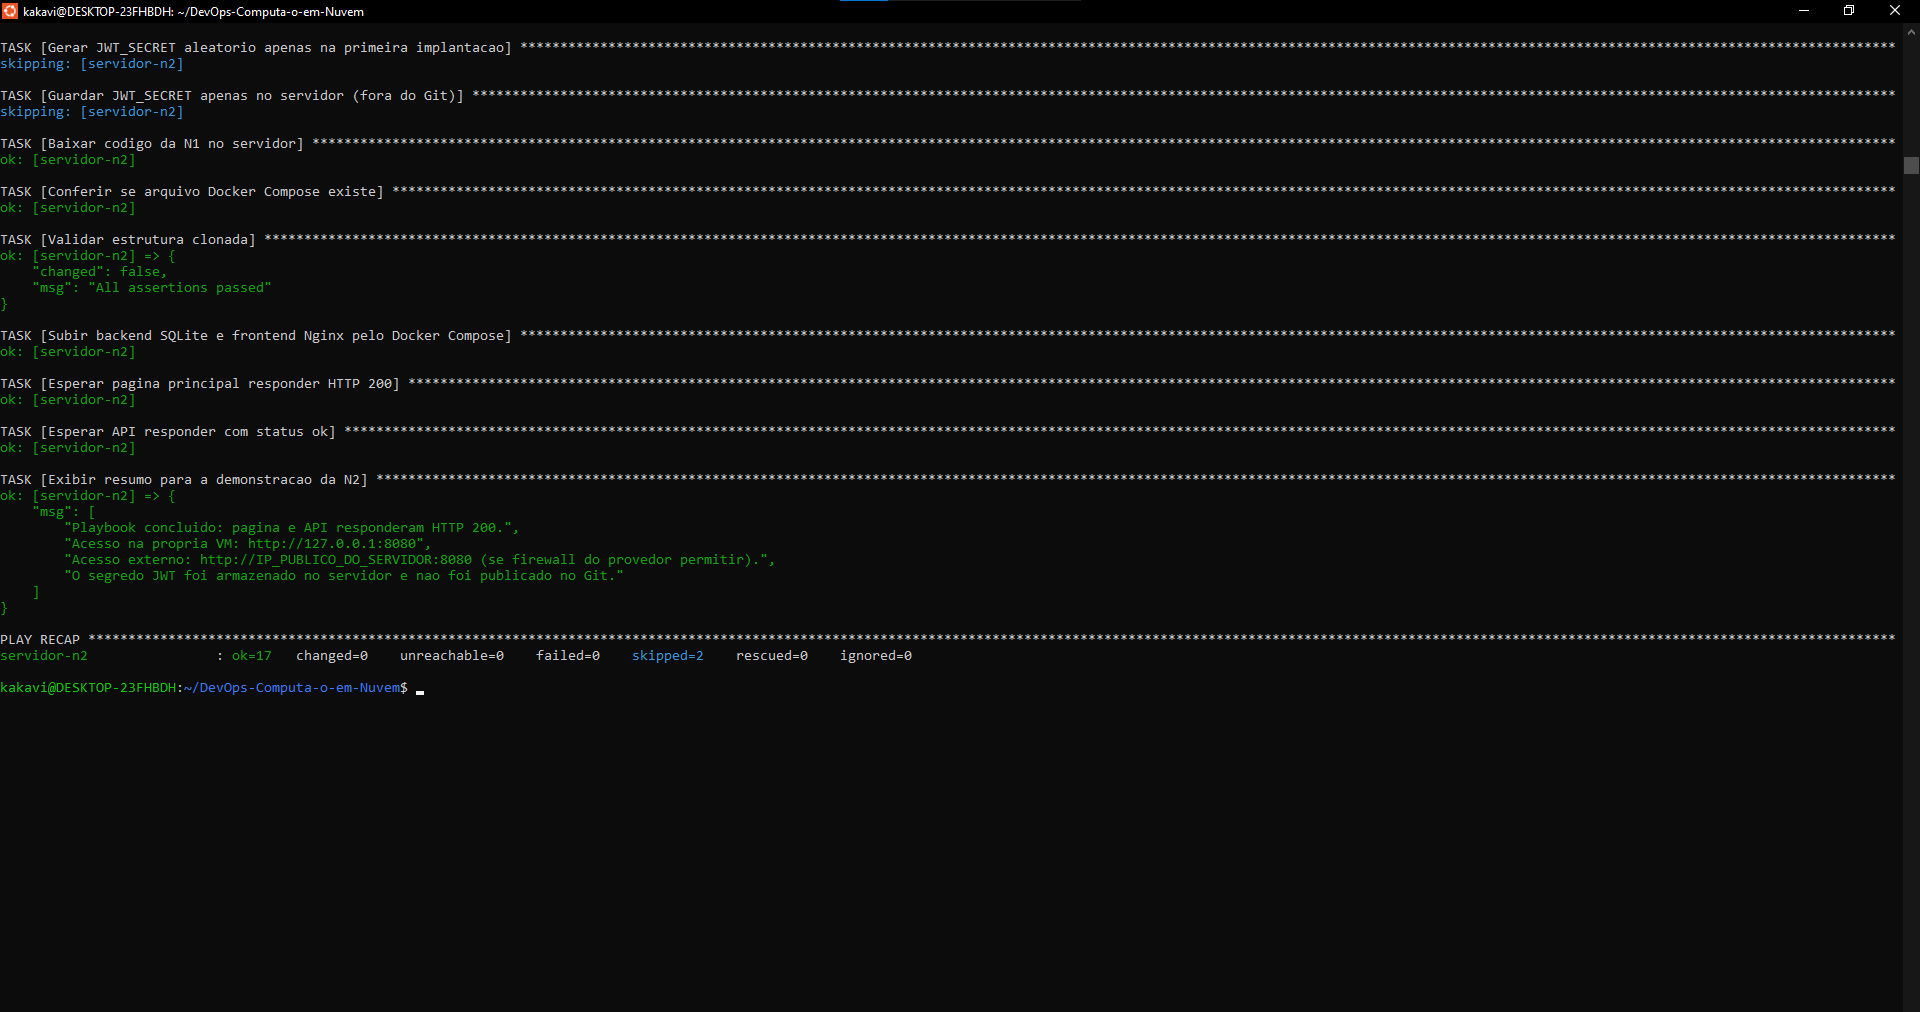 kakavi@DESKTOP-23FHBDH: ~/DevOps-Computa-o-em-Nuvem
TASK [Gerar JWT_SECRET aleatorio apenas na primeira implantacao] ****************************************************************************************************************************************************************************
skipping: [servidor-n2]
TASK [Guardar JWT_SECRET apenas no servidor (fora do Git)] **********************************************************************************************************************************************************************************
skipping: [servidor-n2]
TASK [Baixar codigo da N1 no servidor] ******************************************************************************************************************************************************************************************************
ok: [servidor-n2]
TASK [Conferir se arquivo Docker Compose existe] ********************************************************************************************************************************************************************************************
ok: [servidor-n2]
TASK [Validar estrutura clonada] ************************************************************************************************************************************************************************************************************
ok: [servidor-n2] => {
    "changed": false,
    "msg": "All assertions passed"
}
TASK [Subir backend SQLite e frontend Nginx pelo Docker Compose] ****************************************************************************************************************************************************************************
ok: [servidor-n2]
TASK [Esperar pagina principal responder HTTP 200] ******************************************************************************************************************************************************************************************
ok: [servidor-n2]
TASK [Esperar API responder com status ok] **************************************************************************************************************************************************************************************************
ok: [servidor-n2]
TASK [Exibir resumo para a demonstracao da N2] **********************************************************************************************************************************************************************************************
ok: [servidor-n2] => {
    "msg": [
        "Playbook concluido: pagina e API responderam HTTP 200.",
        "Acesso na propria VM: http://127.0.0.1:8080",
        "Acesso externo: http://IP_PUBLICO_DO_SERVIDOR:8080 (se firewall do provedor permitir).",
        "O segredo JWT foi armazenado no servidor e nao foi publicado no Git."
    ]
}
PLAY RECAP **********************************************************************************************************************************************************************************************************************************
servidor-n2                : ok=17   changed=0    unreachable=0    failed=0    skipped=2    rescued=0    ignored=0
kakavi@DESKTOP-23FHBDH:~/DevOps-Computa-o-em-Nuvem$